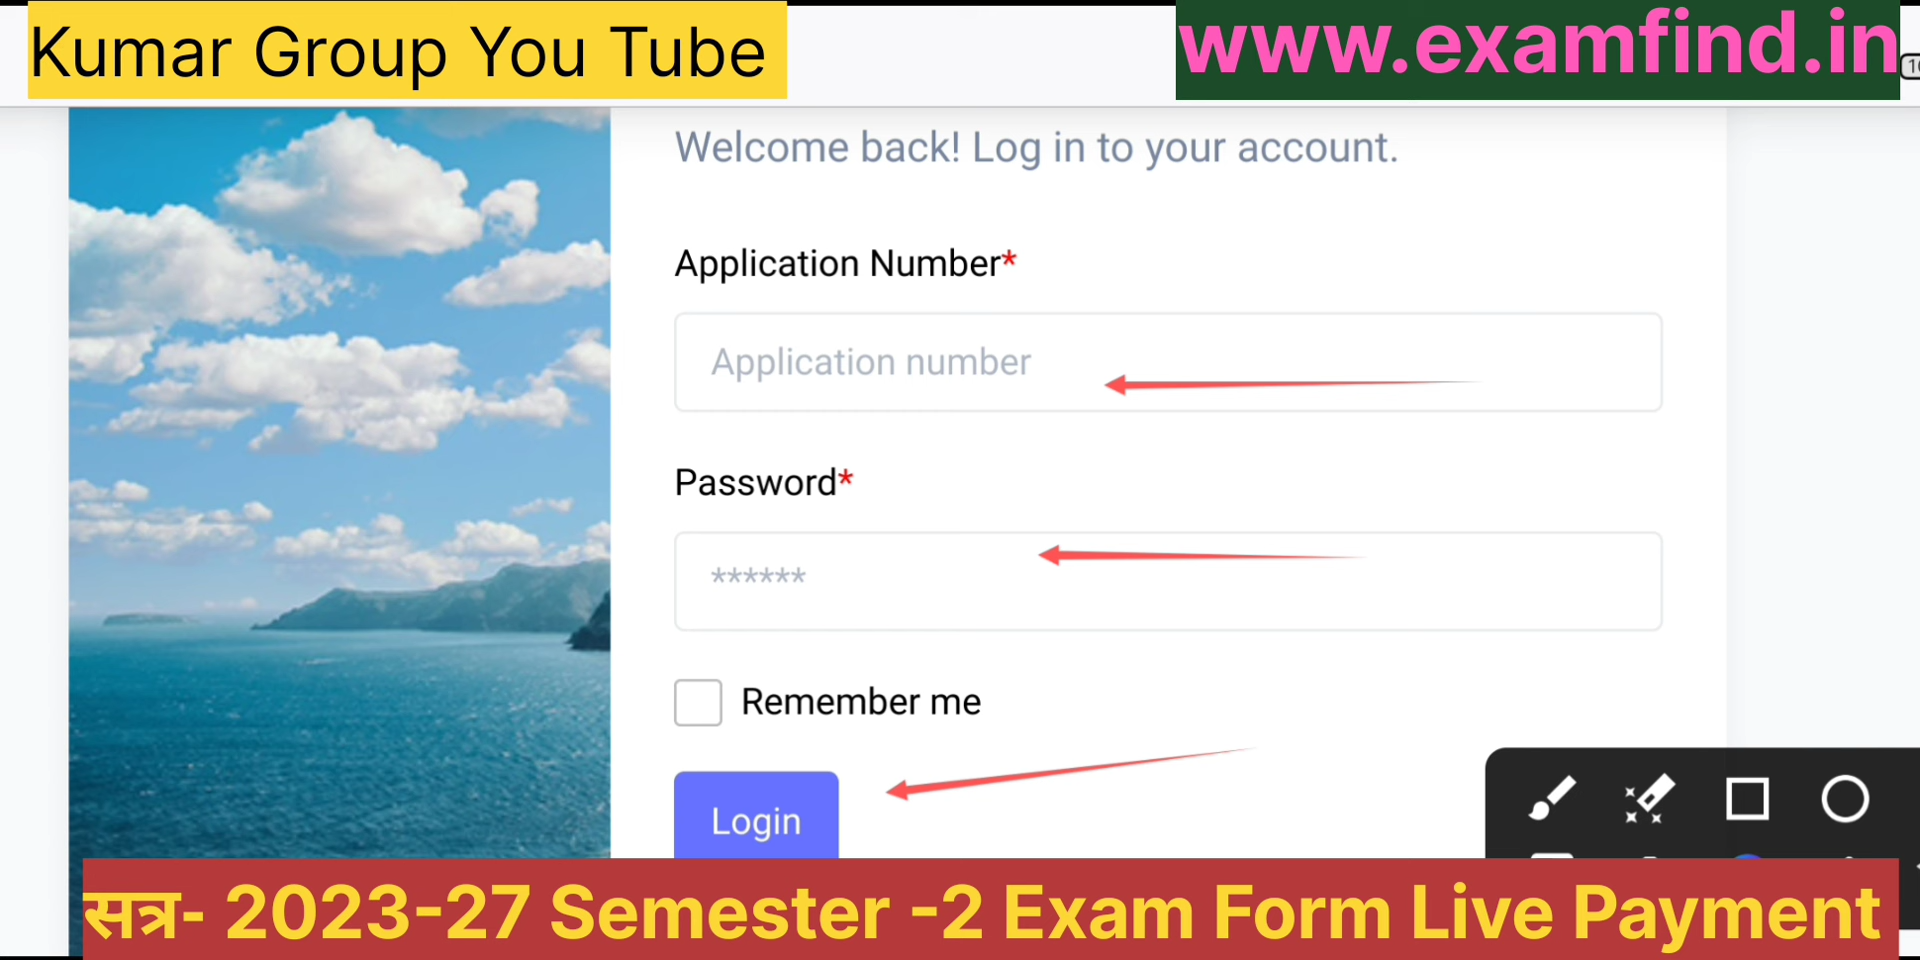 Kumar Group You Tube
www.examfind.in
Welcome back! Log in to your account.
Application Number*
Application number
Password*
******
Remember me
Login
सत्र- 2023-27 Semester -2 Exam Form Live Payment